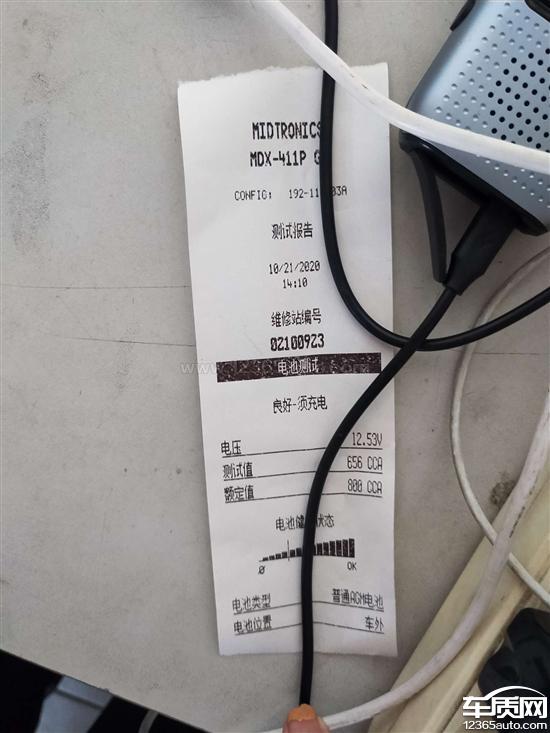 MIDTRONICS
MDX-411P
CONFIG: 192-11 03A
测试报告
10/21/2020
14:10
维修站编号
02100923
电池测试
良好-须充电
电压 12.53V
测试值 656 CCA
额定值 800 CCA
电池健 状态
0 OK
电池类型 普通AGM电池
电池位置 车外
车质网
12365auto.com